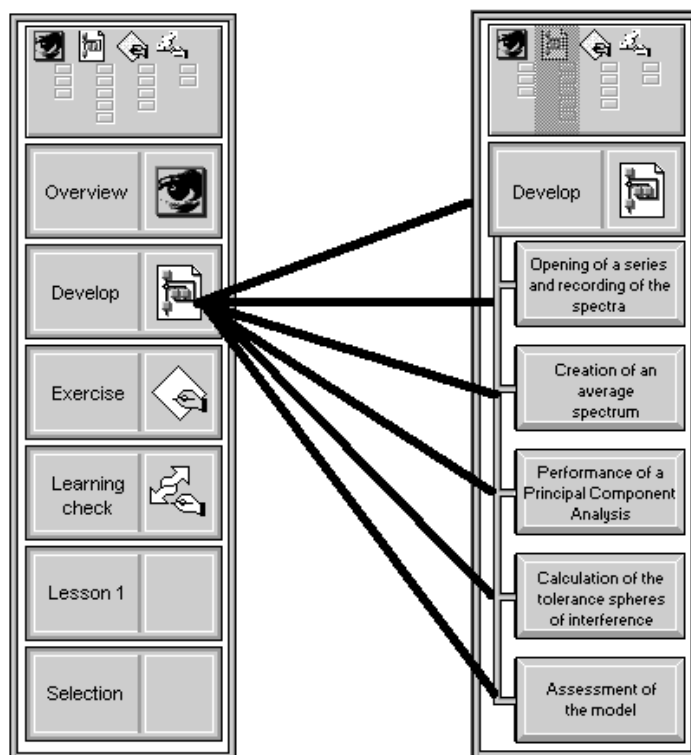 Overview
Develop
Exercise
Learning
check
Lesson 1
Selection
Develop
Opening of a series
and recording of the
spectra
Creation of an
average
spectrum
Performance of a
Principal Component
Analysis
Calculation of the
tolerance spheres
of interference
Assessment of
the model